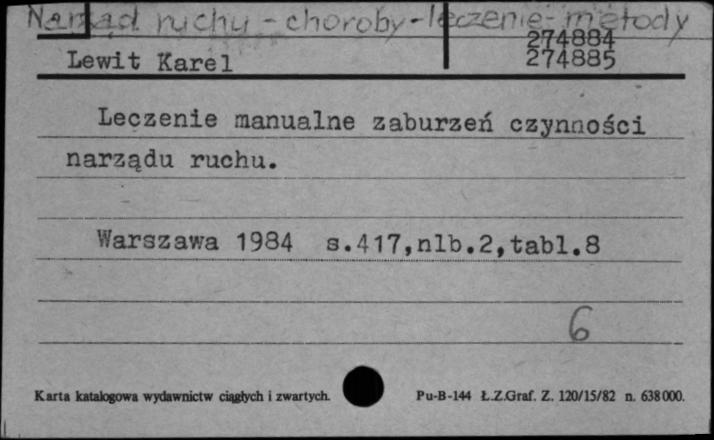 Narząd ruchu - choroby - leczenie - metody
274884
Lewit Karel 274885
Leczenie manualne zaburzeń czynności
narządu ruchu.
Warszawa 1984 s.417,nlb.2,tabl.8
6
Karta katalogowa wydawnictw ciągłych i zwartych. Pu-B-144 Ł.Z.Graf. Z. 120/15/82 n. 638000.